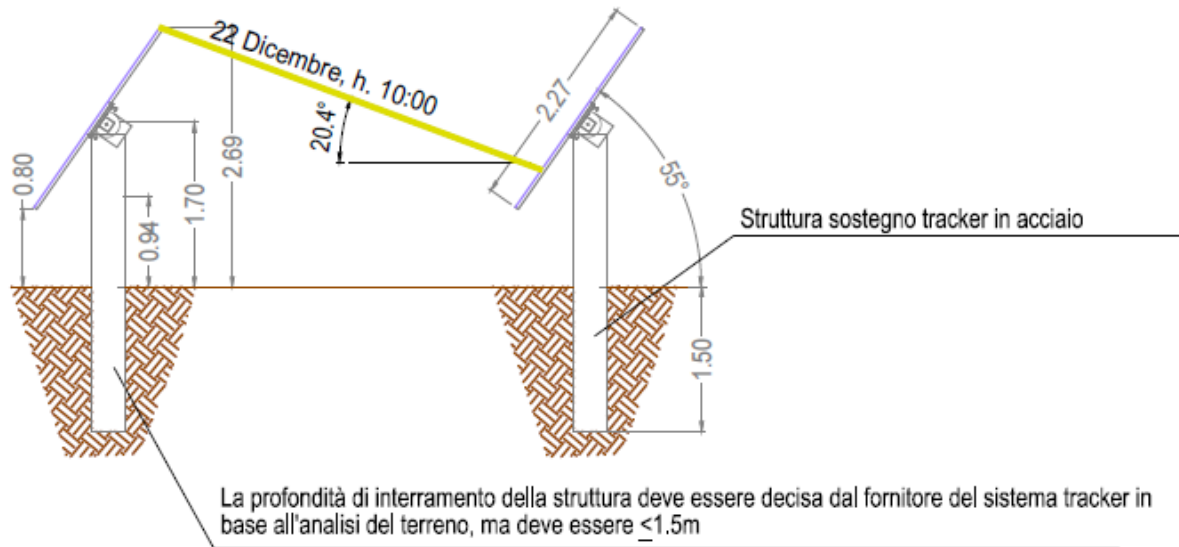 22 Dicembre, h. 10:00
20.4°
2.27
55°
0.80
0.94
1.70
2.69
Struttura sostegno tracker in acciaio
1.50
La profondità di interramento della struttura deve essere decisa dal fornitore del sistema tracker in
base all'analisi del terreno, ma deve essere ≤1.5m